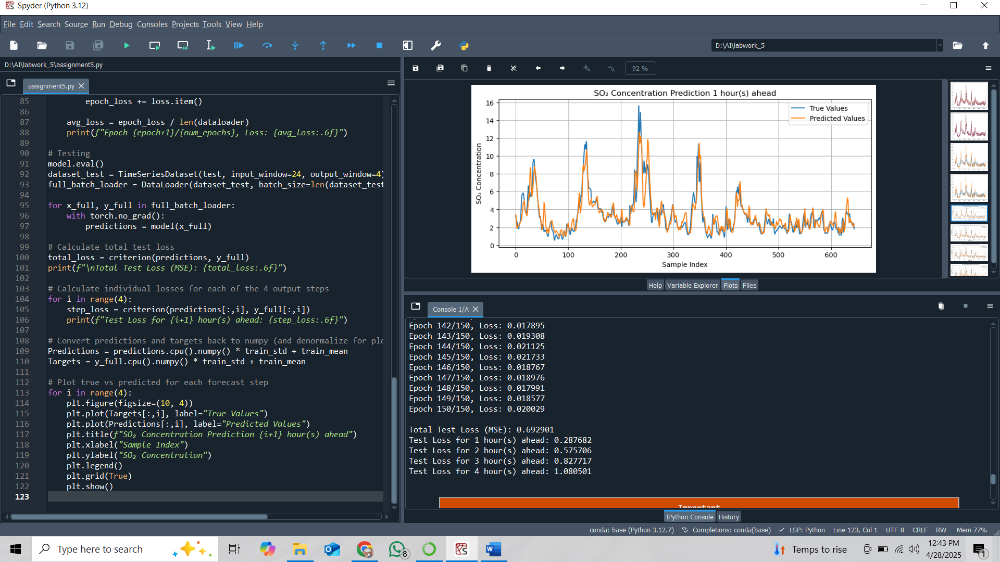 Spyder (Python 3.12)
File Edit Search Source Run Debug Consoles Projects Tools View Help
D:\AI\labwork_5
D:\AI\labwork_5\assignment5.py
92 %
assignment5.py
85 epoch_loss += loss.item()
86
87 avg_loss = epoch_loss / len(dataloader)
88 print(f"Epoch {epoch+1}/{num_epochs}, Loss: {avg_loss:.6f}")
89
90 # Testing
91 model.eval()
92 dataset_test = TimeSeriesDataset(test, input_window=24, output_window=4)
93 full_batch_loader = DataLoader(dataset_test, batch_size=len(dataset_test
94
95 for x_full, y_full in full_batch_loader:
96 with torch.no_grad():
97 predictions = model(x_full)
98
99 # Calculate total test loss
100 total_loss = criterion(predictions, y_full)
101 print(f"\nTotal Test Loss (MSE): {total_loss:.6f}")
102
103 # Calculate individual losses for each of the 4 output steps
104 for i in range(4):
105 step_loss = criterion(predictions[:,i], y_full[:,i])
106 print(f"Test Loss for {i+1} hour(s) ahead: {step_loss:.6f}")
107
108 # Convert predictions and targets back to numpy (and denormalize for plo
109 Predictions = predictions.cpu().numpy() * train_std + train_mean
110 Targets = y_full.cpu().numpy() * train_std + train_mean
111
112 # Plot true vs predicted for each forecast step
113 for i in range(4):
114 plt.figure(figsize=(10, 4))
115 plt.plot(Targets[:,i], label="True Values")
116 plt.plot(Predictions[:,i], label="Predicted Values")
117 plt.title(f"SO₂ Concentration Prediction {i+1} hour(s) ahead")
118 plt.xlabel("Sample Index")
119 plt.ylabel("SO₂ Concentration")
120 plt.legend()
121 plt.grid(True)
122 plt.show()
123
SO₂ Concentration Prediction 1 hour(s) ahead
True Values
Predicted Values
SO₂ Concentration
16
14
12
10
8
6
4
2
0
0 100 200 300 400 500 600
Sample Index
Help Variable Explorer Plots Files
Console 1/A
Epoch 142/150, Loss: 0.017895
Epoch 143/150, Loss: 0.019308
Epoch 144/150, Loss: 0.021125
Epoch 145/150, Loss: 0.021733
Epoch 146/150, Loss: 0.018767
Epoch 147/150, Loss: 0.018976
Epoch 148/150, Loss: 0.017991
Epoch 149/150, Loss: 0.018577
Epoch 150/150, Loss: 0.020029
Total Test Loss (MSE): 0.692901
Test Loss for 1 hour(s) ahead: 0.287682
Test Loss for 2 hour(s) ahead: 0.575706
Test Loss for 3 hour(s) ahead: 0.827717
Test Loss for 4 hour(s) ahead: 1.080501
Important
IPython Console History
conda: base (Python 3.12.7) Completions: conda(base) LSP: Python Line 123, Col 1 UTF-8 CRLF RW Mem 77%
Type here to search
8
Temps to rise
12:43 PM
4/28/2025
1